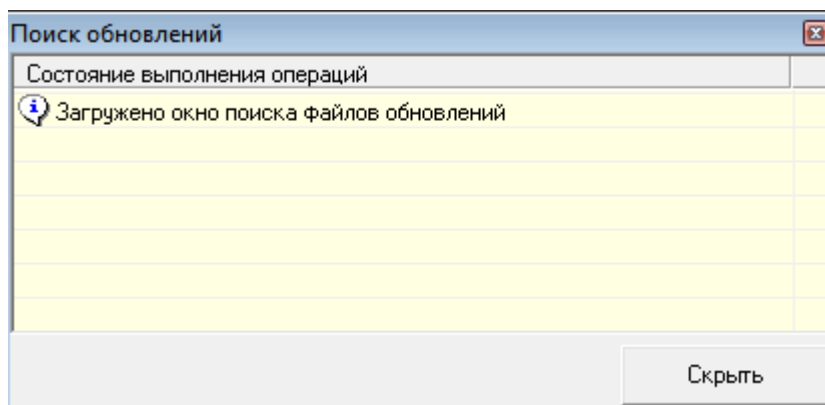 Поиск обновлений
Состояние выполнения операций
Загружено окно поиска файлов обновлений
Скрыть